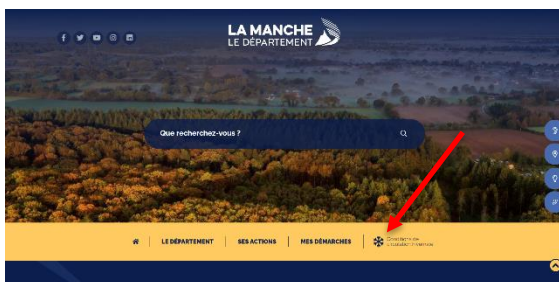 LA MANCHE
LE DÉPARTEMENT
Que recherchez-vous ?
LE DÉPARTEMENT
SES ACTIONS
MES DÉMARCHES